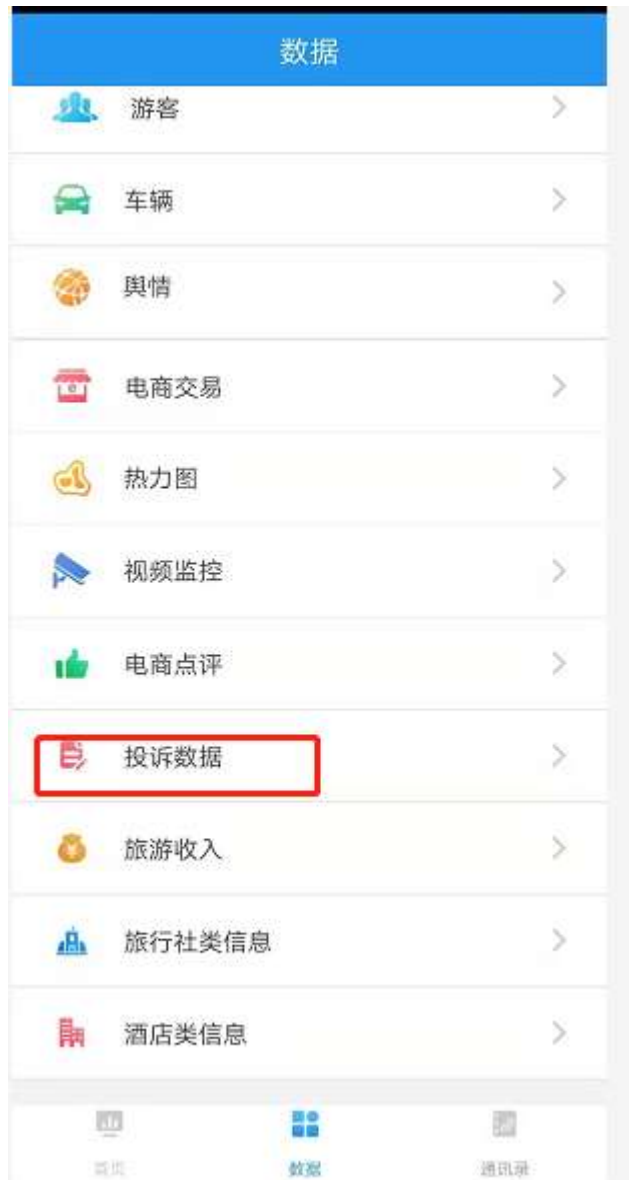 数据
游客
车辆
舆情
电商交易
热力图
视频监控
电商点评
投诉数据
旅游收入
旅行社类信息
酒店类信息
首页
数据
通讯录